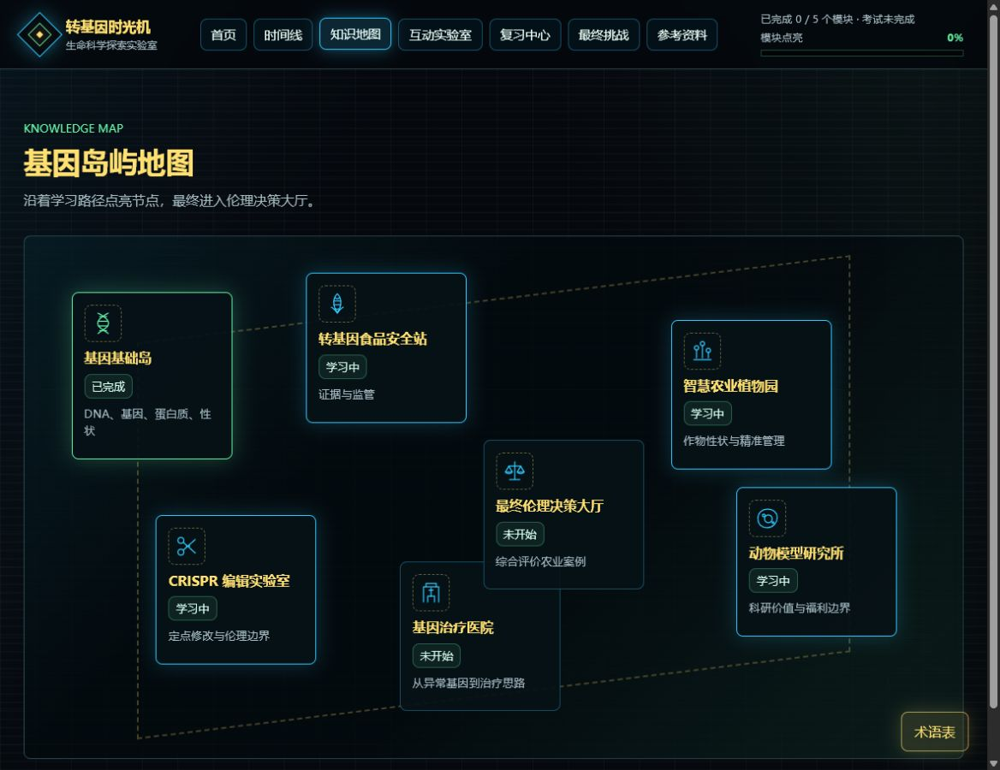 转基因时光机
生命科学探索实验室
首页
时间线
知识地图
互动实验室
复习中心
最终挑战
参考资料
已完成 0 / 5 个模块 · 考试未完成
模块点亮
0%
KNOWLEDGE MAP
基因岛屿地图
沿着学习路径点亮节点，最终进入伦理决策大厅。
基因基础岛
已完成
DNA、基因、蛋白质、性
状
转基因食品安全站
学习中
证据与监管
智慧农业植物园
学习中
作物性状与精准管理
最终伦理决策大厅
未开始
综合评价农业案例
动物模型研究所
学习中
科研价值与福利边界
CRISPR 编辑实验室
学习中
定点修改与伦理边界
基因治疗医院
未开始
从异常基因到治疗思路
术语表